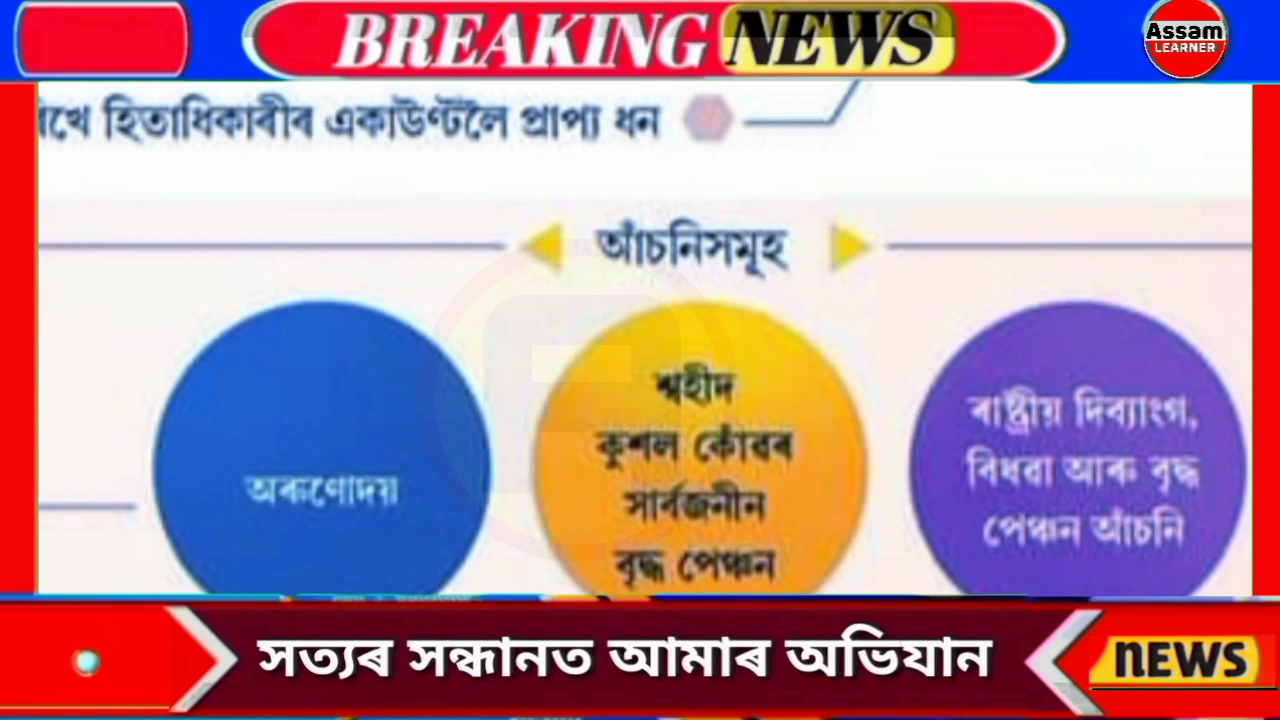 BREAKING NEWS
Assam
LEARNER
হিতাধিকাৰীৰ একাউণ্টলৈ প্ৰাপ্য ধন
আঁচনিসমূহ
অৰুণোদয়
শ্বহীদ
কুশল কোঁৱৰ
সাৰ্বজনীন
বৃদ্ধ পেঞ্চন
ৰাষ্ট্ৰীয় দিব্যাংগ,
বিধৱা আৰু বৃদ্ধ
পেঞ্চন আঁচনি
সত্যৰ সন্ধানত আমাৰ অভিযান
NEWS